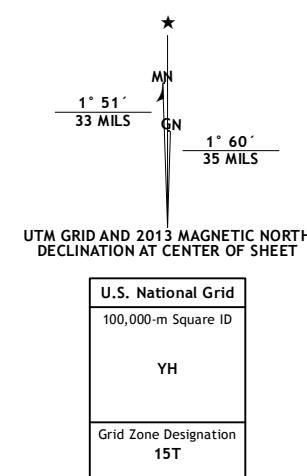 ★
MN
1° 51´
33 MILS
GN
1° 60´
35 MILS
UTM GRID AND 2013 MAGNETIC NORTH
DECLINATION AT CENTER OF SHEET
U.S. National Grid
100,000-m Square ID
YH
Grid Zone Designation
15T